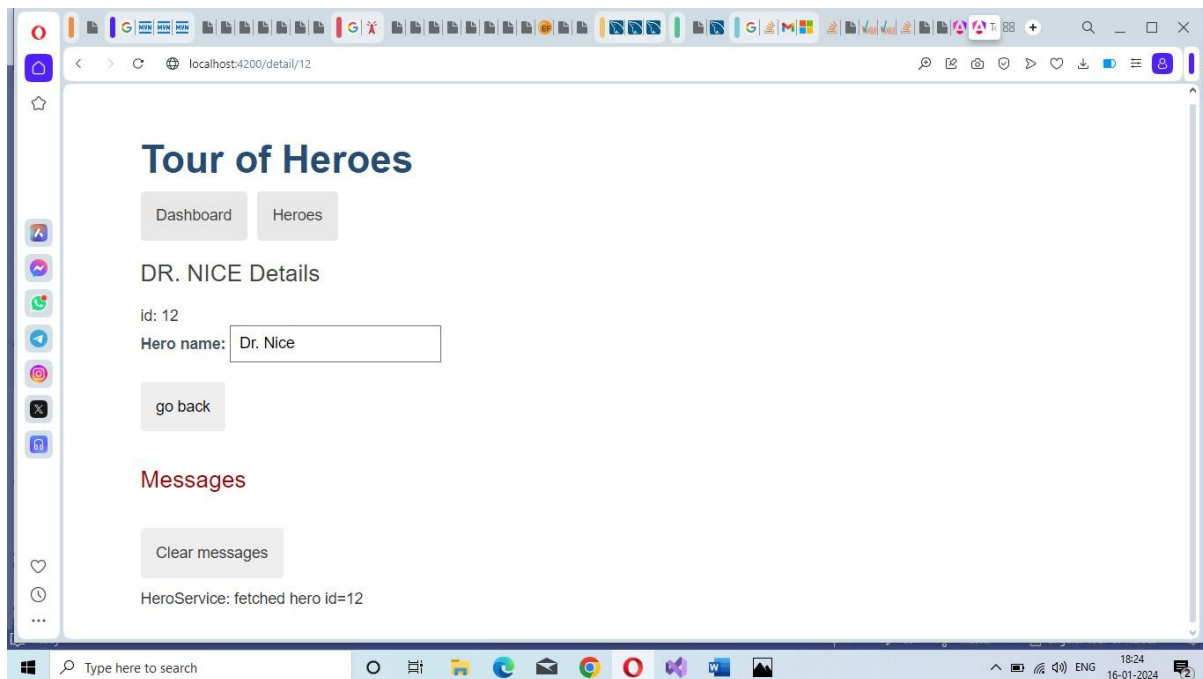 localhost:4200/detail/12
Tour of Heroes
Dashboard Heroes
DR. NICE Details
id: 12
Hero name: Dr. Nice
go back
Messages
Clear messages
HeroService: fetched hero id=12
Type here to search
ENG
18:24
16-01-2024
2